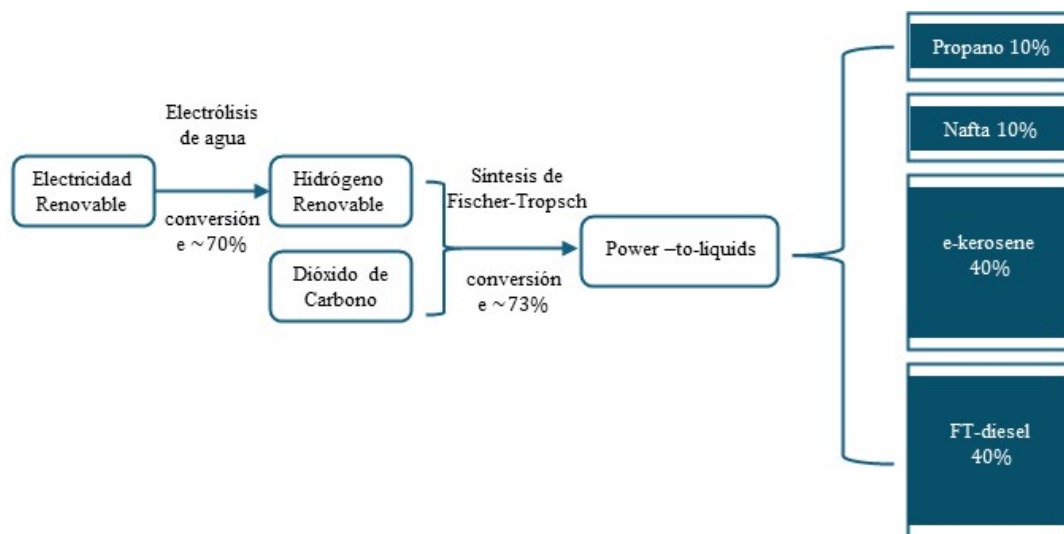 Electricidad
Renovable
Electrólisis
de agua
conversión
e ~70%
Hidrógeno
Renovable
Dióxido de
Carbono
Síntesis de
Fischer-Tropsch
conversión
e ~73%
Power –to-liquids
Propano 10%
Nafta 10%
e-kerosene
40%
FT-diesel
40%